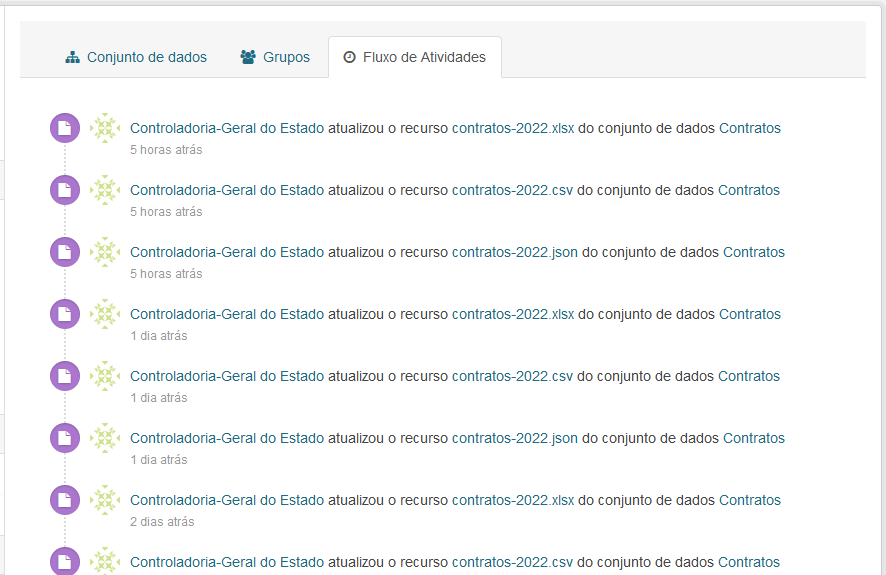 Conjunto de dados Grupos Fluxo de Atividades
Controladoria-Geral do Estado atualizou o recurso contratos-2022.xlsx do conjunto de dados Contratos
5 horas atrás
Controladoria-Geral do Estado atualizou o recurso contratos-2022.csv do conjunto de dados Contratos
5 horas atrás
Controladoria-Geral do Estado atualizou o recurso contratos-2022.json do conjunto de dados Contratos
5 horas atrás
Controladoria-Geral do Estado atualizou o recurso contratos-2022.xlsx do conjunto de dados Contratos
1 dia atrás
Controladoria-Geral do Estado atualizou o recurso contratos-2022.csv do conjunto de dados Contratos
1 dia atrás
Controladoria-Geral do Estado atualizou o recurso contratos-2022.json do conjunto de dados Contratos
1 dia atrás
Controladoria-Geral do Estado atualizou o recurso contratos-2022.xlsx do conjunto de dados Contratos
2 dias atrás
Controladoria-Geral do Estado atualizou o recurso contratos-2022.csv do conjunto de dados Contratos